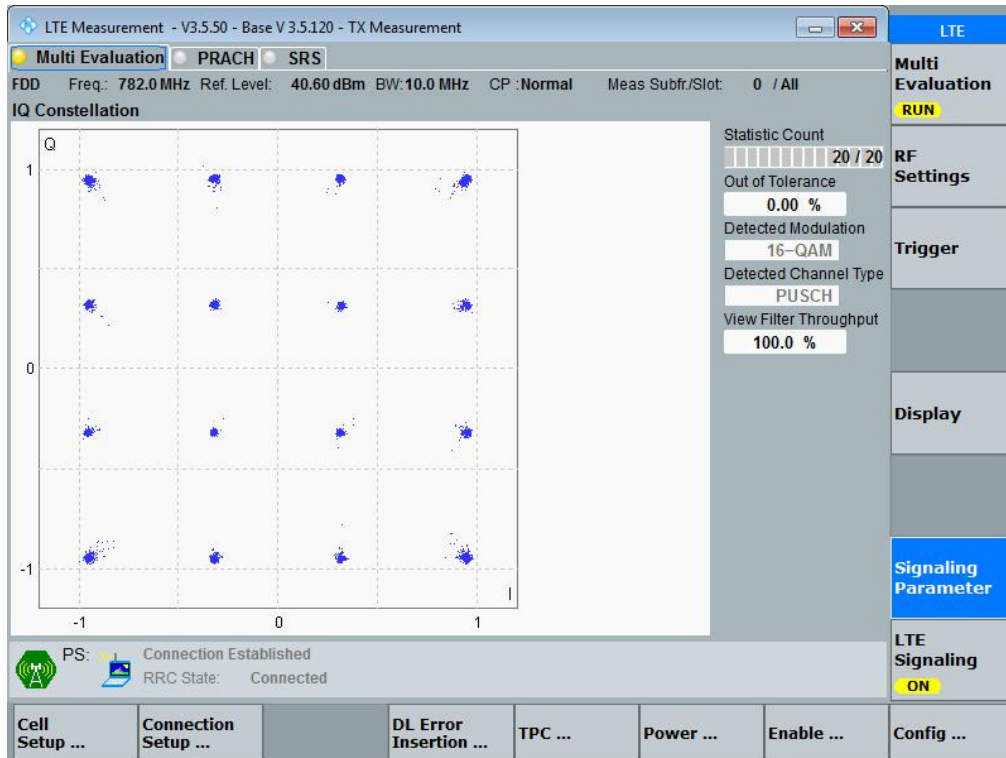 LTE Measurement - V3.5.50 - Base V 3.5.120 - TX Measurement
LTE
Multi Evaluation PRACH SRS
FDD Freq.: 782.0 MHz Ref. Level: 40.60 dBm BW: 10.0 MHz CP : Normal Meas Subfr./Slot: 0 / All
IQ Constellation
Q
1
0
-1
-1 0 1
I
Statistic Count
20 / 20
Out of Tolerance
0.00 %
Detected Modulation
16-QAM
Detected Channel Type
PUSCH
View Filter Throughput
100.0 %
Multi
Evaluation
RUN
RF
Settings
Trigger
Display
Signaling
Parameter
LTE
Signaling
ON
PS: Connection Established
RRC State: Connected
Cell
Setup ...
Connection
Setup ...
DL Error
Insertion ...
TPC ...
Power ...
Enable ...
Config ...